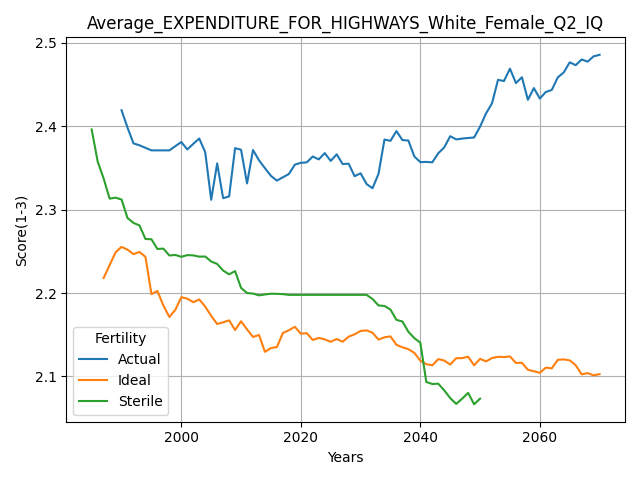 Average_EXPENDITURE_FOR_HIGHWAYS_White_Female_Q2_IQ
2.5
2.4
2.3
2.2
2.1
Score(1-3)
Fertility
Actual
Ideal
Sterile
2000 2020 2040 2060
Years